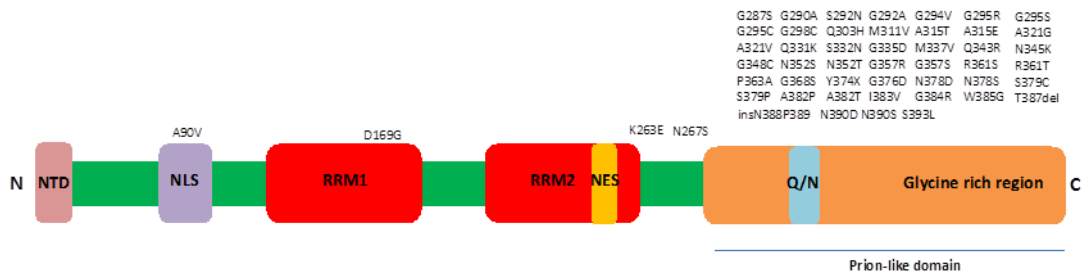 G287S G290A S292N G292A G294V G295R G295S
G295C G298C Q303H M311V A315T A315E A321G
A321V Q331K S332N G335D M337V Q343R N345K
G348C N352S N352T G357R G357S R361S R361T
P363A G368S Y374X G376D N378D N378S S379C
S379P A382P A382T I383V G384R W385G T387del
insN388P389 N390D N390S S393L
A90V D169G K263E N267S
N NTD NLS RRM1 RRM2 NES Q/N Glycine rich region C
Prion-like domain